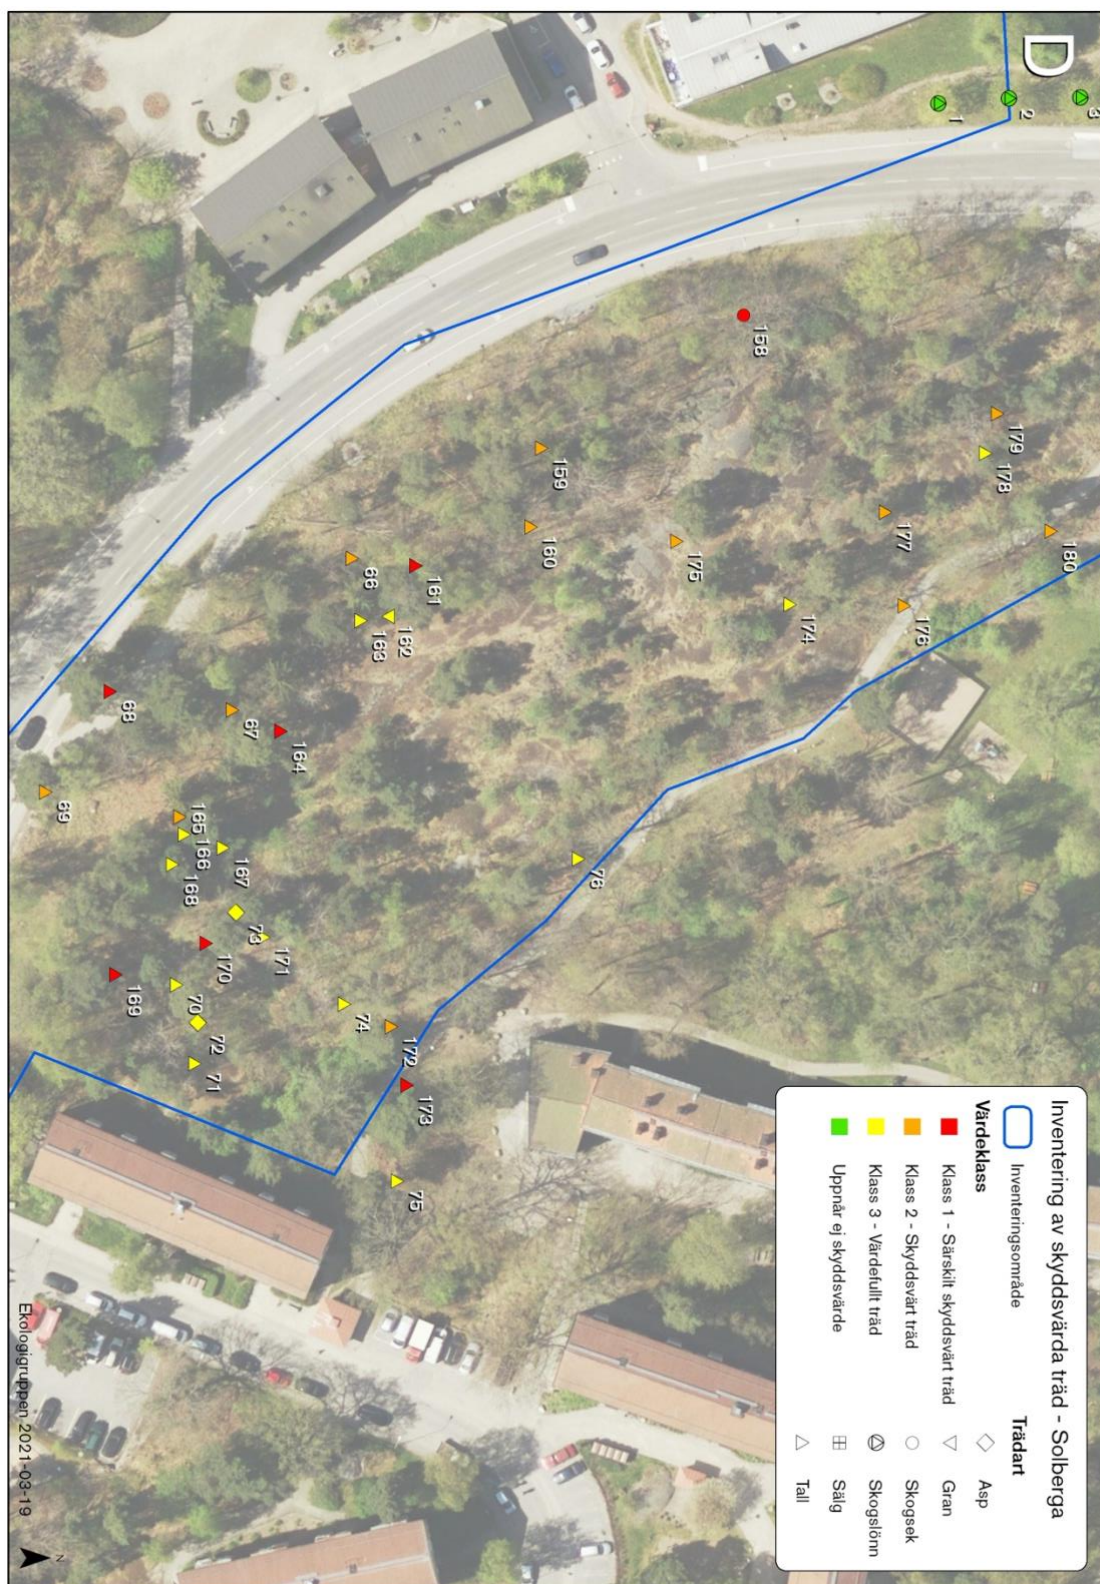 D
Inventering av skyddsvärda träd - Solberga
Inventeringsområde
Värdeklass
Klass 1 - Särskilt skyddsvärt träd
Klass 2 - Skyddsvärt träd
Klass 3 - Värdefullt träd
Uppnår ej skyddsvärde
Trädart
Asp
Gran
Skogsek
Skogslönn
Sälg
Tall
3
2
1
158
179
178
180
177
159
160
175
176
174
161
66
162
163
68
67
164
69
165
166
167
168
76
73
171
170
169
70
74
172
72
71
173
75
Ekologigruppen 2021-03-19
N